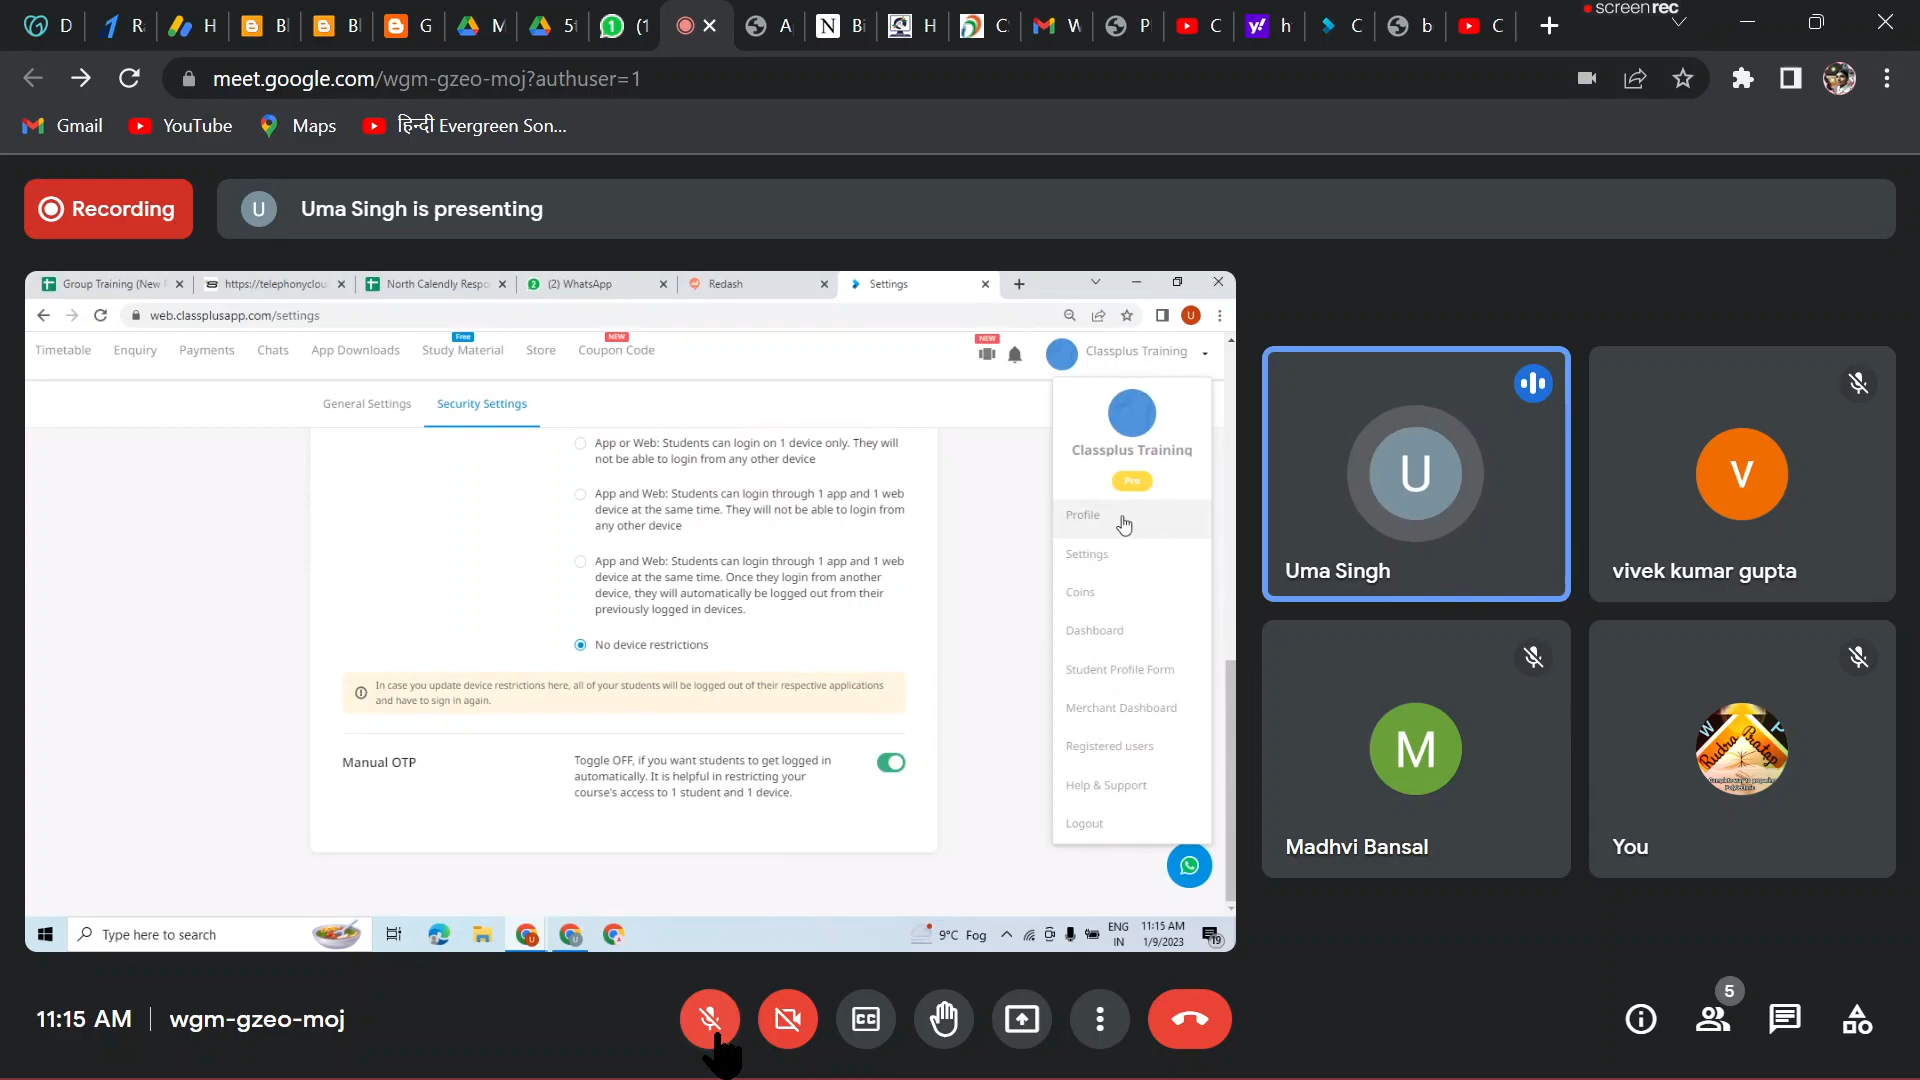 screenrec
D
R
H
Bl
Bl
G
M
5t
(1
A
Bi
H
C
W
P
C
h
C
b
C
meet.google.com/wgm-gzeo-moj?authuser=1
Gmail
YouTube
Maps
हिन्दी Evergreen Son...
Recording
U
Uma Singh is presenting
Group Training (New
https://telephonyclou
North Calendly Respo
(2) WhatsApp
Redash
Settings
web.classplusapp.com/settings
Free
NEW
NEW
Timetable
Enquiry
Payments
Chats
App Downloads
Study Material
Store
Coupon Code
Classplus Training
General Settings
Security Settings
App or Web: Students can login on 1 device only. They will
not be able to login from any other device
App and Web: Students can login through 1 app and 1 web
device at the same time. They will not be able to login from
any other device
App and Web: Students can login through 1 app and 1 web
device at the same time. Once they login from another
device, they will automatically be logged out from their
previously logged in devices.
No device restrictions
In case you update device restrictions here, all of your students will be logged out of their respective applications
and have to sign in again.
Manual OTP
Toggle OFF, if you want students to get logged in
automatically. It is helpful in restricting your
course's access to 1 student and 1 device.
Classplus Training
Pro
Profile
Settings
Coins
Dashboard
Student Profile Form
Merchant Dashboard
Registered users
Help & Support
Logout
Type here to search
9°C Fog
ENG
IN
11:15 AM
1/9/2023
19
U
Uma Singh
V
vivek kumar gupta
M
Madhvi Bansal
W P
Rudra Pratap
You
11:15 AM
wgm-gzeo-moj
CC
5